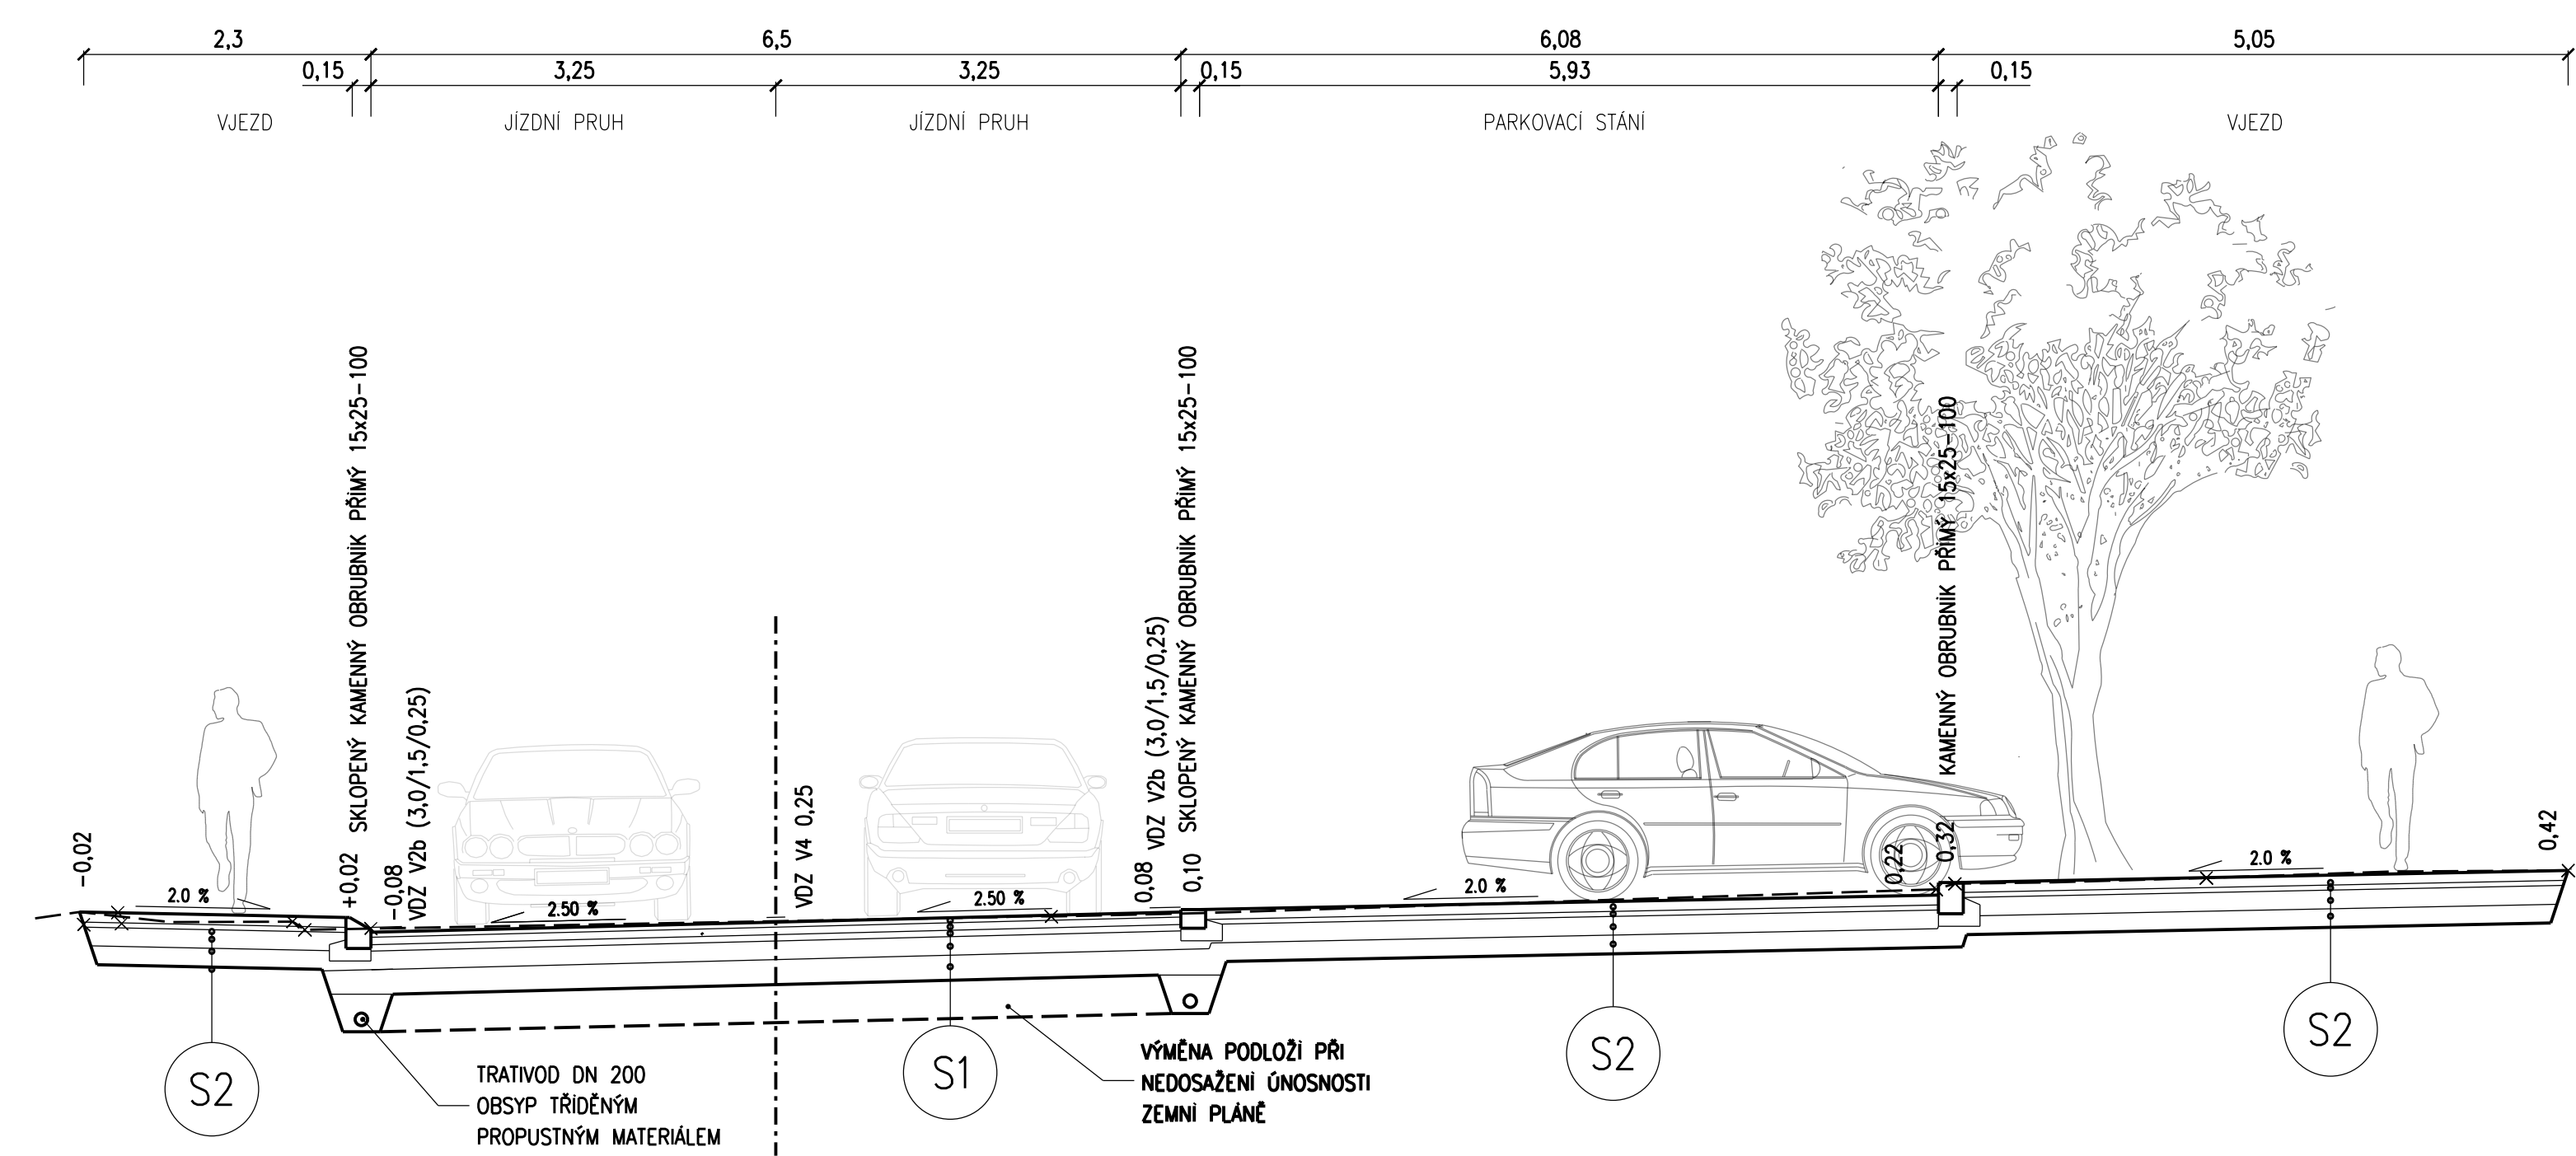 2,3
6,5
6,08
5,05
0,15
3,25
3,25
0,15
5,93
0,15
VJEZD
JÍZDNÍ PRUH
JÍZDNÍ PRUH
PARKOVACÍ STÁNÍ
VJEZD
-0,02
+0,02
SKLOPENÝ KAMENNÝ OBRUBNÍK PŘÍMÝ 15x25-100
-0,08
VDZ V2b (3,0/1,5/0,25)
VDZ V4 0,25
0,08
VDZ V2b (3,0/1,5/0,25)
0,10
SKLOPENÝ KAMENNÝ OBRUBNÍK PŘÍMÝ 15x25-100
0,22
0,32
KAMENNÝ OBRUBNÍK PŘÍMÝ 15x25-100
0,42
2.0 %
2.50 %
2.50 %
2.0 %
2.0 %
S2
S1
S2
S2
TRATIVOD DN 200
OBSYP TŘÍDĚNÝM
PROPUSTNÝM MATERIÁLEM
VÝMĚNA PODLOŽÍ PŘI
NEDOSAŽENÍ ÚNOSNOSTI
ZEMNÍ PLÁNĚ